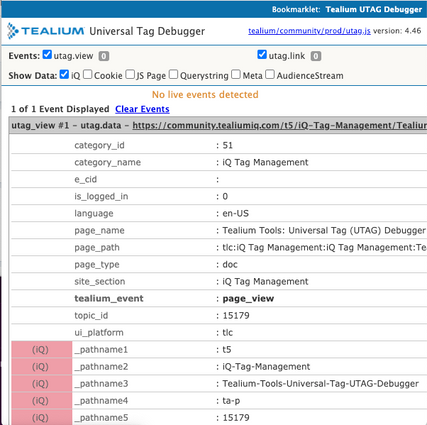 Bookmarklet: Tealium UTAG Debugger
TEALIUM Universal Tag Debugger tealium/community/prod/utag.js version: 4.46
Events: utag.view 0 utag.link 0
Show Data: iQ Cookie JS Page Querystring Meta AudienceStream
No live events detected
1 of 1 Event Displayed Clear Events
utag_view #1 - utag.data - https://community.tealiumiq.com/t5/iQ-Tag-Management/Tealium
category_id : 51
category_name : iQ Tag Management
e_cid :
is_logged_in : 0
language : en-US
page_name : Tealium Tools: Universal Tag (UTAG) Debugger
page_path : tlc:iQ Tag Management:iQ Tag Management:Te
page_type : doc
site_section : iQ Tag Management
tealium_event : page_view
topic_id : 15179
ui_platform : tlc
(iQ) _pathname1 : t5
(iQ) _pathname2 : iQ-Tag-Management
(iQ) _pathname3 : Tealium-Tools-Universal-Tag-UTAG-Debugger
(iQ) _pathname4 : ta-p
(iQ) _pathname5 : 15179